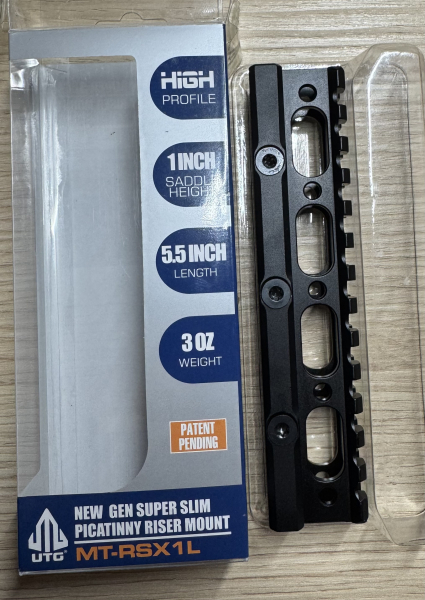 HIGH
PROFILE
1 INCH
SADDLE
HEIGHT
5.5 INCH
LENGTH
3 OZ
WEIGHT
PATENT
PENDING
NEW GEN SUPER SLIM
PICATINNY RISER MOUNT
UTG
MT-RSX1L